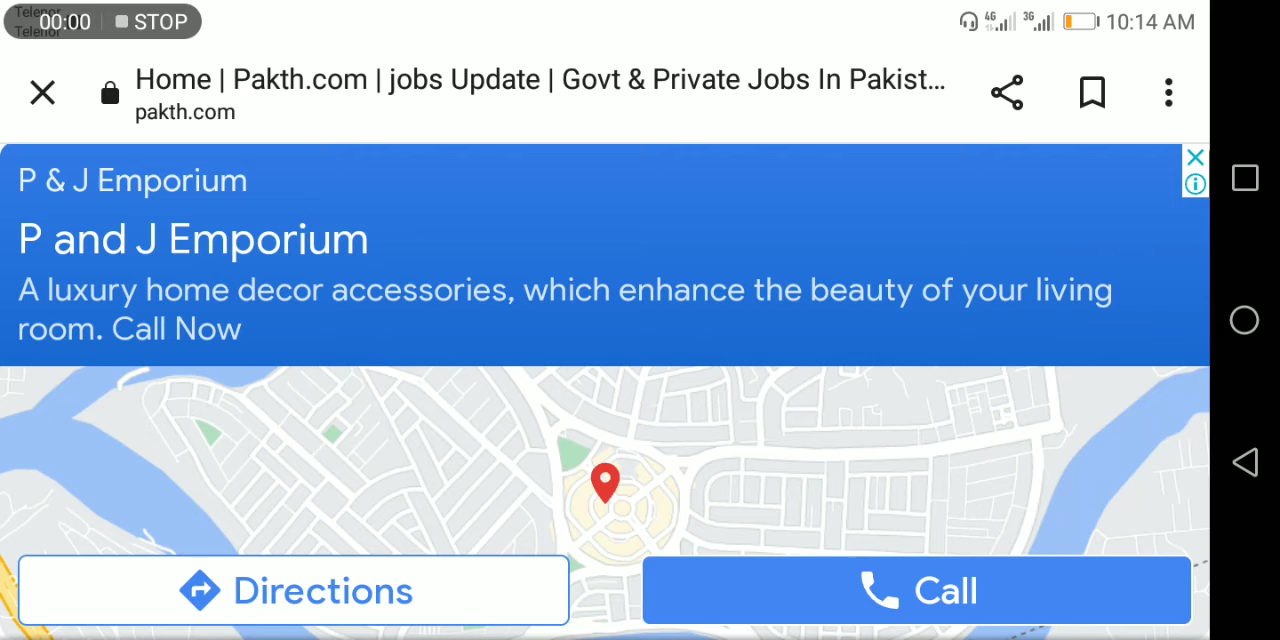 Telenor
Telenor
00:00 STOP
4G 3G 10:14 AM
Home | Pakth.com | jobs Update | Govt & Private Jobs In Pakist...
pakth.com
P & J Emporium
P and J Emporium
A luxury home decor accessories, which enhance the beauty of your living
room. Call Now
Directions
Call